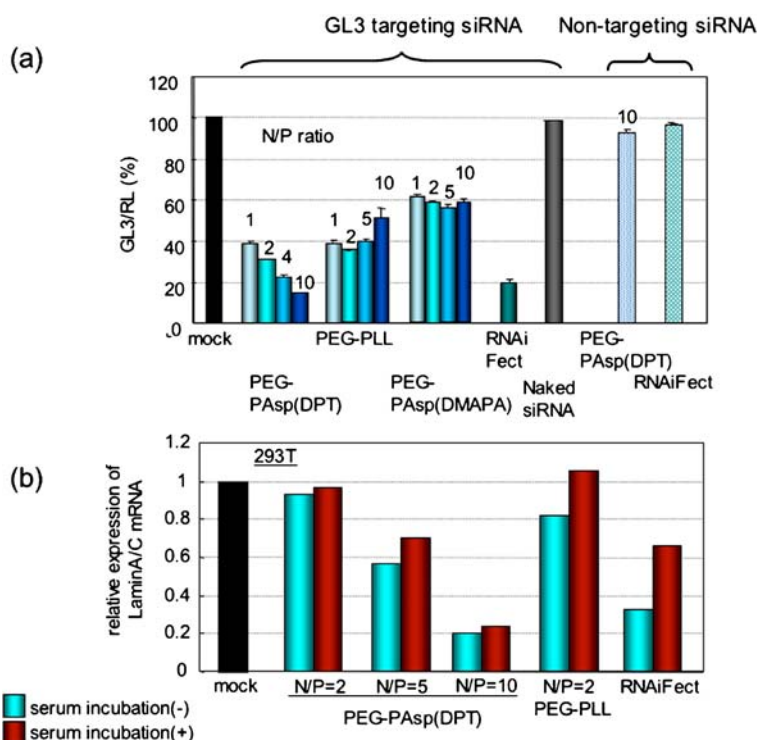 GL3 targeting siRNA
Non-targeting siRNA
(a)
120
100
80
60
40
20
.0
GL3/RL (%)
N/P ratio
1
2
4
10
1
2
5
10
1
2
5
10
10
mock
PEG-PLL
RNAi
Fect
PEG-
PAsp(DPT)
PEG-
PAsp(DPT)
PEG-
PAsp(DMAPA)
Naked
siRNA
RNAiFect
(b)
1.2
1
0.8
0.6
0.4
0.2
0
relative expression of
LaminA/C mRNA
293T
mock
N/P=2
N/P=5
N/P=10
N/P=2
RNAiFect
PEG-PAsp(DPT)
PEG-PLL
serum incubation(-)
serum incubation(+)